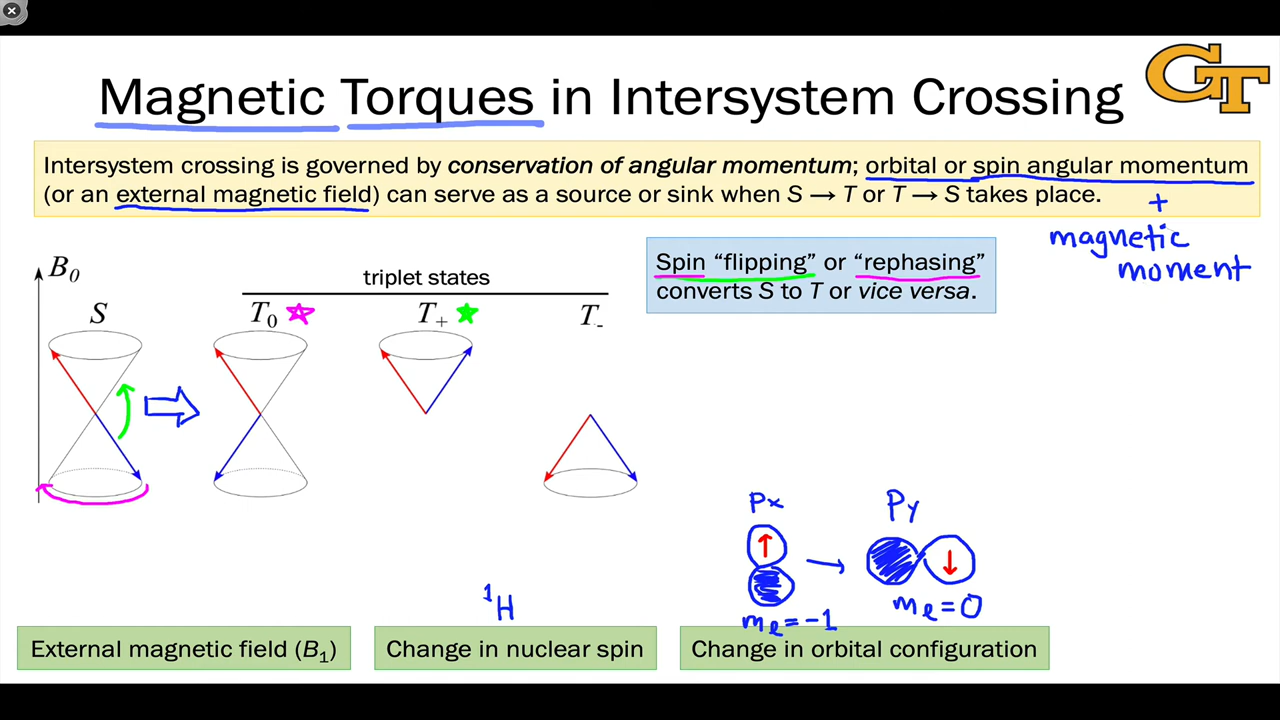 Magnetic Torques in Intersystem Crossing
GT
Intersystem crossing is governed by conservation of angular momentum; orbital or spin angular momentum
(or an external magnetic field) can serve as a source or sink when S → T or T → S takes place.
+
magnetic
moment
Spin “flipping” or “rephasing”
converts S to T or vice versa.
B₀
triplet states
S
T₀
T₊
T₋
Px
Py
↑
↓
mℓ = -1
mℓ = 0
¹H
External magnetic field (B₁)
Change in nuclear spin
Change in orbital configuration